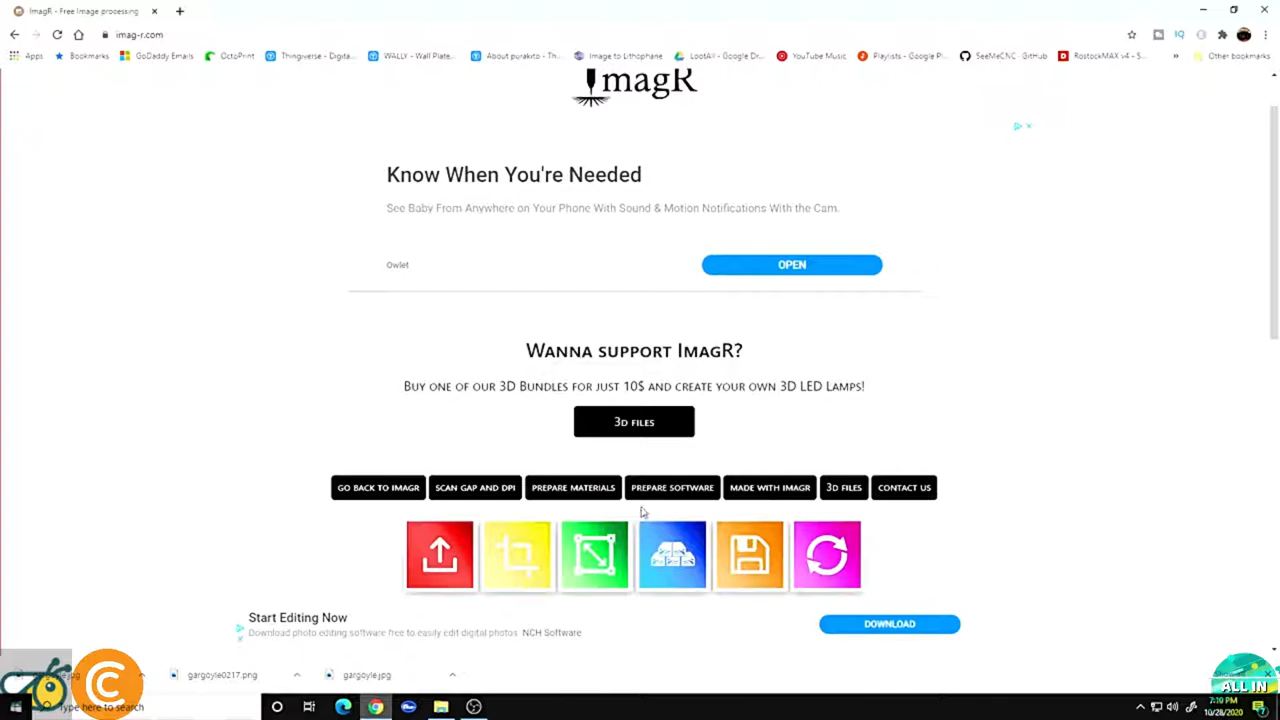 ImagR - Free Image processing
imag-r.com
Apps
Bookmarks
GoDaddy Emails
OctoPrint
Thingiverse - Digita...
WALLY - Wall Plate...
About purakito - Th...
Image to Lithophane
LootAll - Google Dr...
YouTube Music
Playlists - Google P...
SeeMeCNC · GitHub
RostockMAX v4 - S...
»
Other bookmarks
ImagR
Know When You're Needed
See Baby From Anywhere on Your Phone With Sound & Motion Notifications With the Cam.
Owlet
OPEN
Wanna support ImagR?
Buy one of our 3D Bundles for just 10$ and create your own 3D LED Lamps!
3D files
GO BACK TO IMAGR
SCAN GAP AND DPI
PREPARE MATERIALS
PREPARE SOFTWARE
MADE WITH IMAGR
3D FILES
CONTACT US
Start Editing Now
Download photo editing software free to easily edit digital photos NCH Software
DOWNLOAD
gargoyle0217.png
gargoyle.jpg
C
Type here to search
ALL IN
7:19 PM
10/28/2020